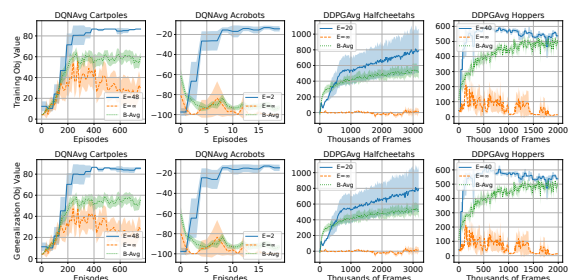 DQNAvg Cartpoles
DQNAvg Acrobots
DDPGAvg Halfcheetahs
DDPGAvg Hoppers
Training Obj Value
80
60
40
20
0
0 200 400 600
Episodes
E=48
E=∞
B-Avg
−20
−40
−60
−80
−100
0 5 10 15
Episodes
E=2
E=∞
B-Avg
1000
800
600
400
200
0
0 1000 2000 3000
Thousands of Frames
E=20
E=∞
B-Avg
600
500
400
300
200
100
0
0 500 1000 1500 2000
Thousands of Frames
E=40
E=∞
B-Avg
DQNAvg Cartpoles
DQNAvg Acrobots
DDPGAvg Halfcheetahs
DDPGAvg Hoppers
Generalization Obj Value
80
60
40
20
0
0 200 400 600
Episodes
E=48
E=∞
B-Avg
−20
−40
−60
−80
−100
0 5 10 15
Episodes
E=2
E=∞
B-Avg
1000
800
600
400
200
0
0 1000 2000 3000
Thousands of Frames
E=20
E=∞
B-Avg
600
500
400
300
200
100
0
0 500 1000 1500 2000
Thousands of Frames
E=40
E=∞
B-Avg